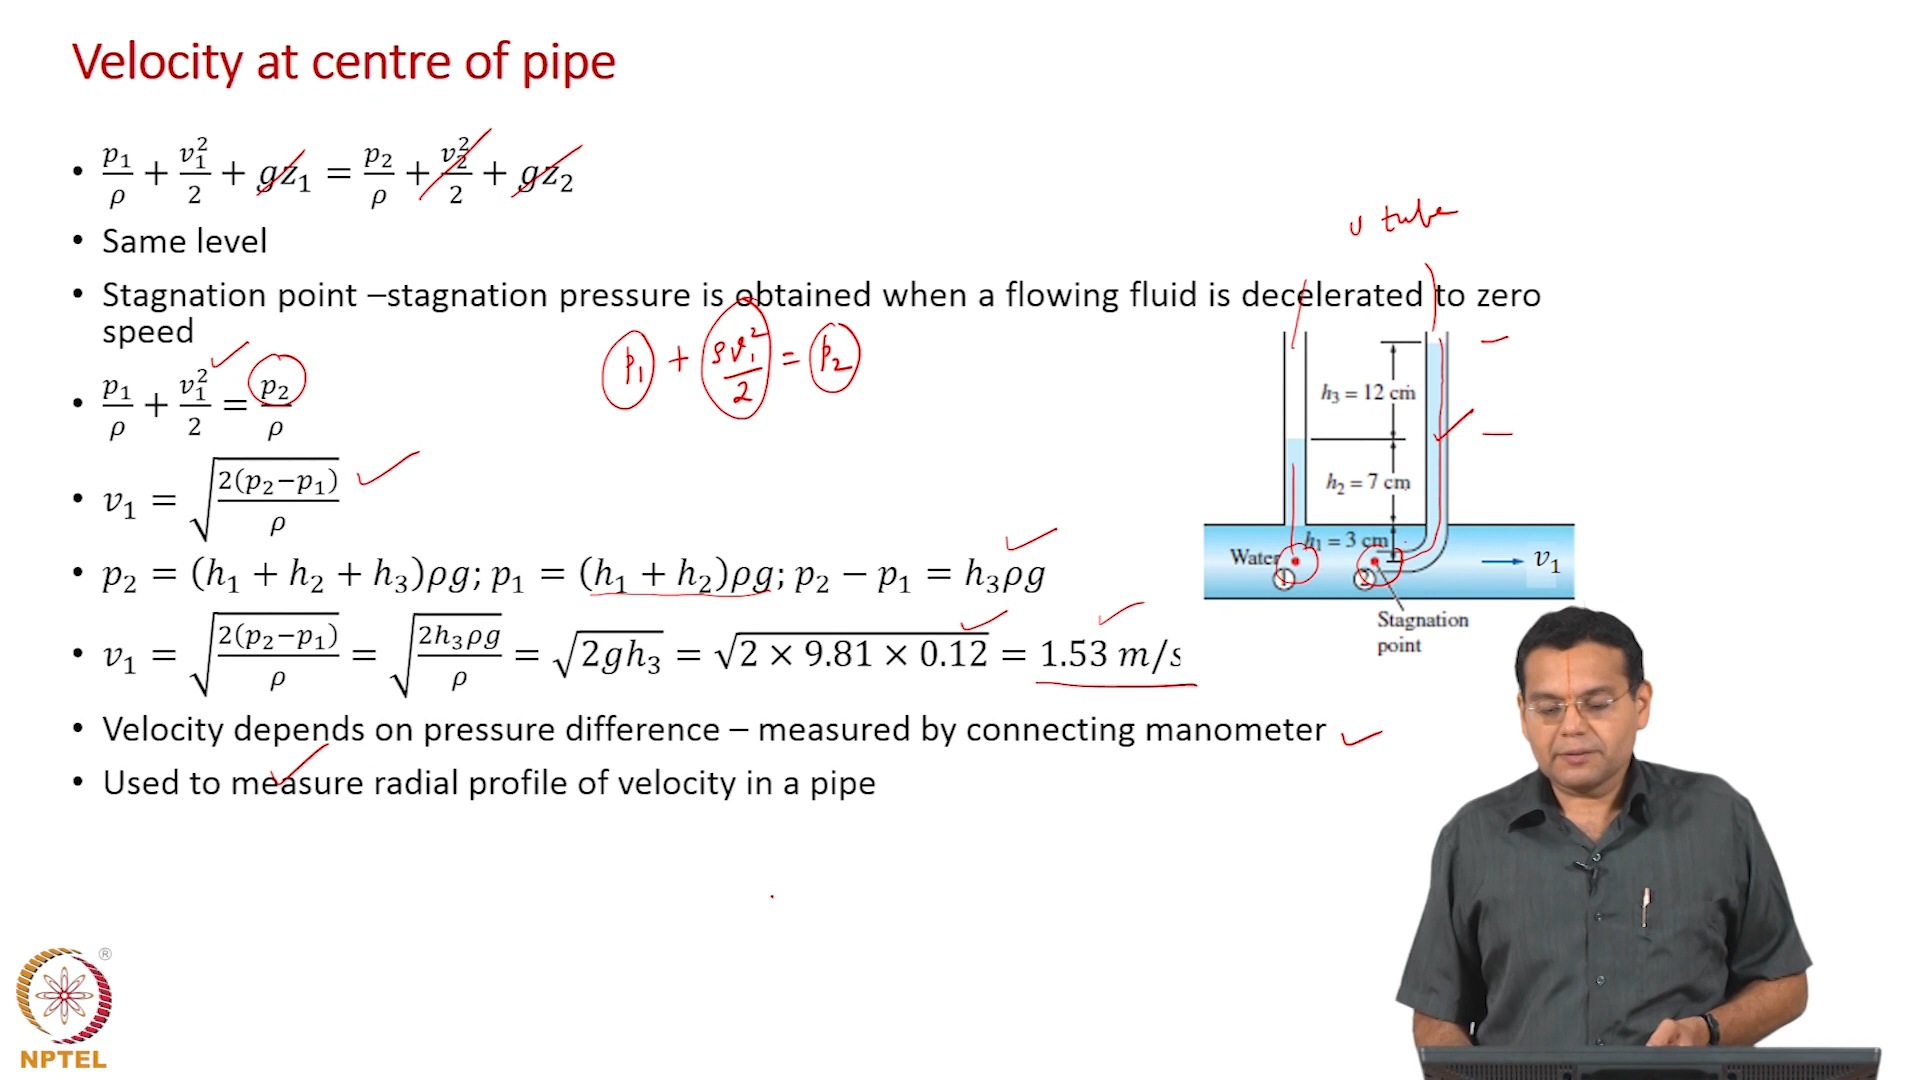 Velocity at centre of pipe
• p₁/ρ + v₁²/2 + gz₁ = p₂/ρ + v₂²/2 + gz₂
• Same level
u tube
• Stagnation point –stagnation pressure is obtained when a flowing fluid is decelerated to zero
speed
p₁ + ρv₁²/2 = p₂
• p₁/ρ + v₁²/2 = p₂/ρ
• v₁ = √(2(p₂−p₁)/ρ)
• p₂ = (h₁ + h₂ + h₃)ρg; p₁ = (h₁ + h₂)ρg; p₂ − p₁ = h₃ρg
• v₁ = √(2(p₂−p₁)/ρ) = √(2h₃ρg/ρ) = √2gh₃ = √2 × 9.81 × 0.12 = 1.53 m/s
• Velocity depends on pressure difference – measured by connecting manometer
• Used to measure radial profile of velocity in a pipe
h₃ = 12 cm
h₂ = 7 cm
h₁ = 3 cm
Water
1
2
v₁
Stagnation
point
®
NPTEL